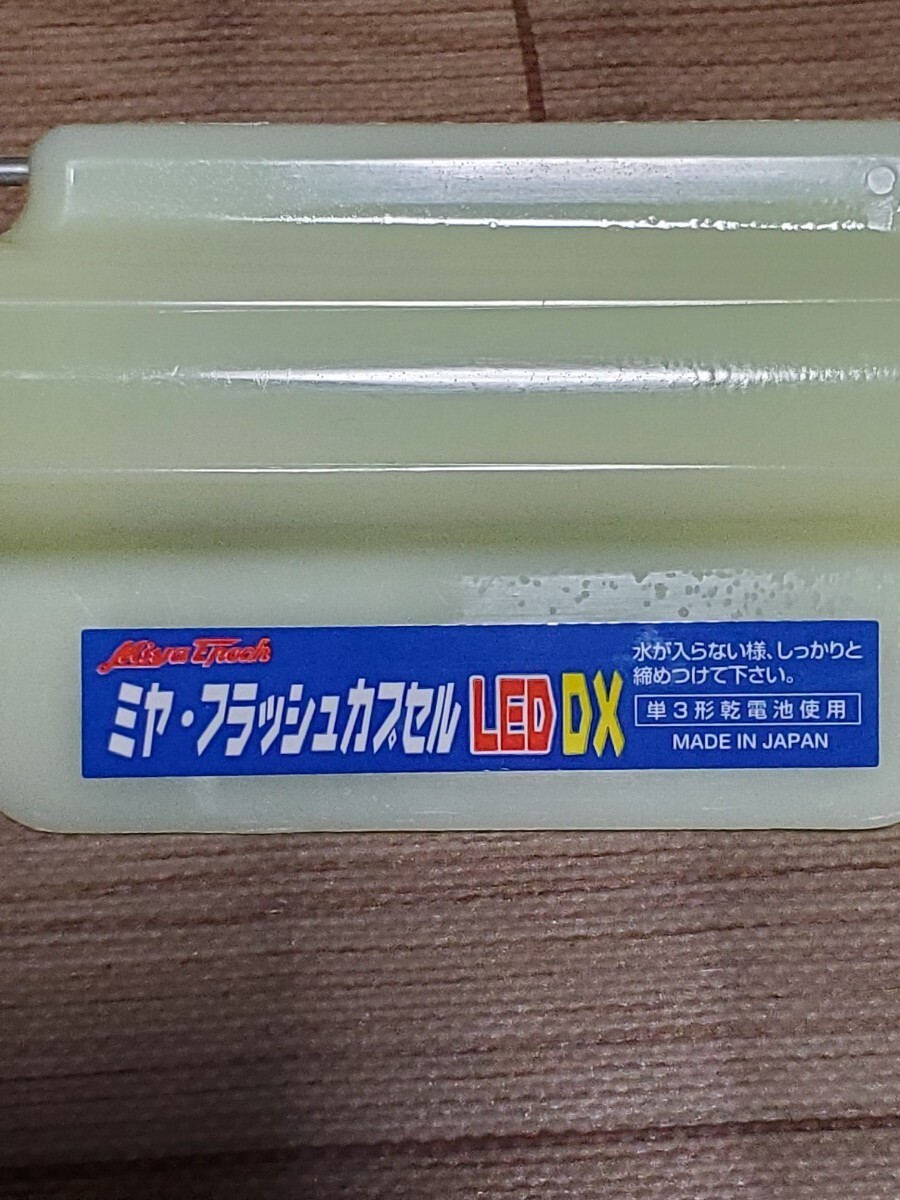 Miya Epoch
ミヤ・フラッシュカプセル LED DX
水が入らない様、しっかりと
締めつけて下さい。
単3形乾電池使用
MADE IN JAPAN